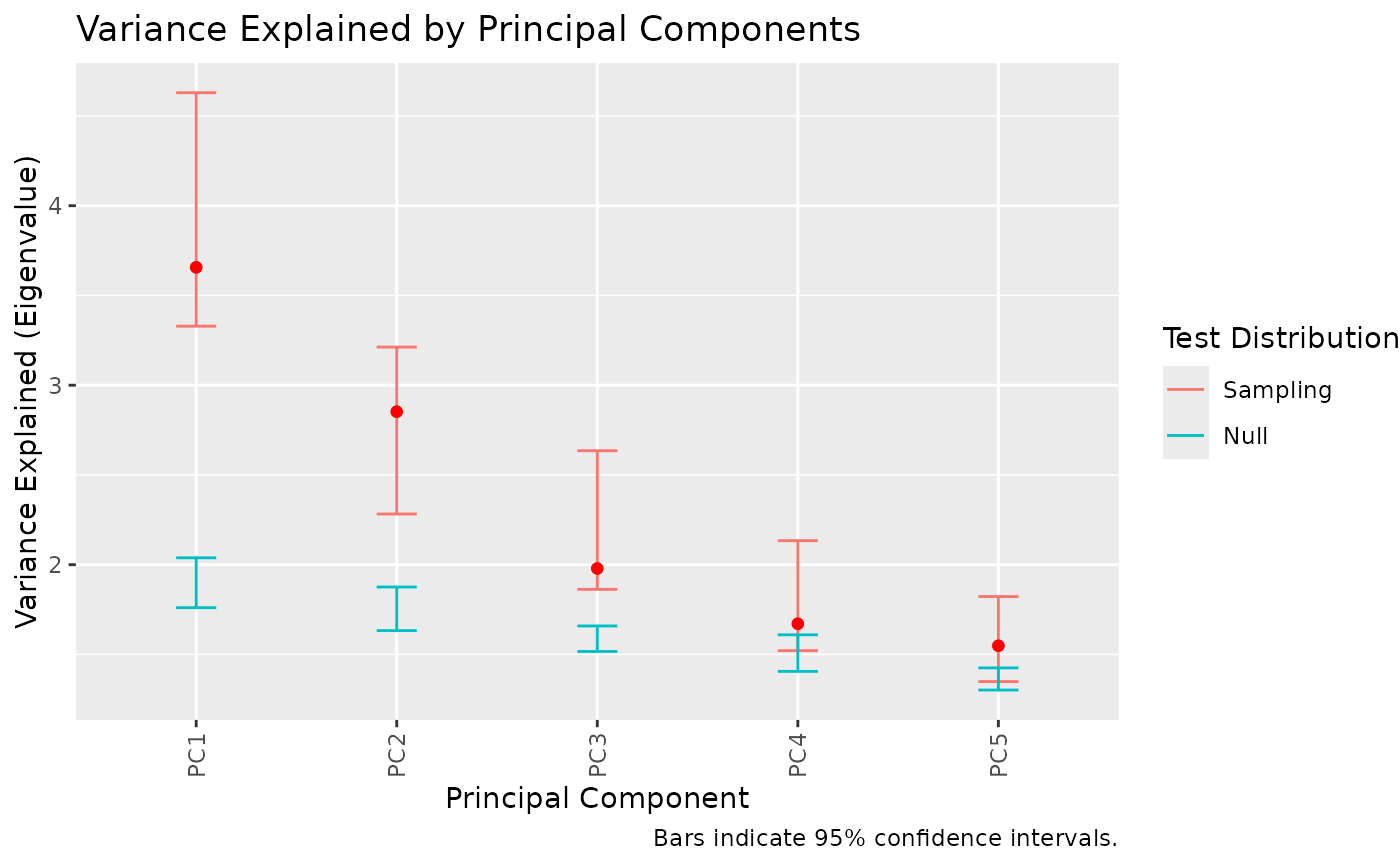 Variance Explained by Principal Components
Variance Explained (Eigenvalue)
4
3
2
PC1
PC2
PC3
PC4
PC5
Principal Component
Bars indicate 95% confidence intervals.
Test Distribution
Sampling
Null